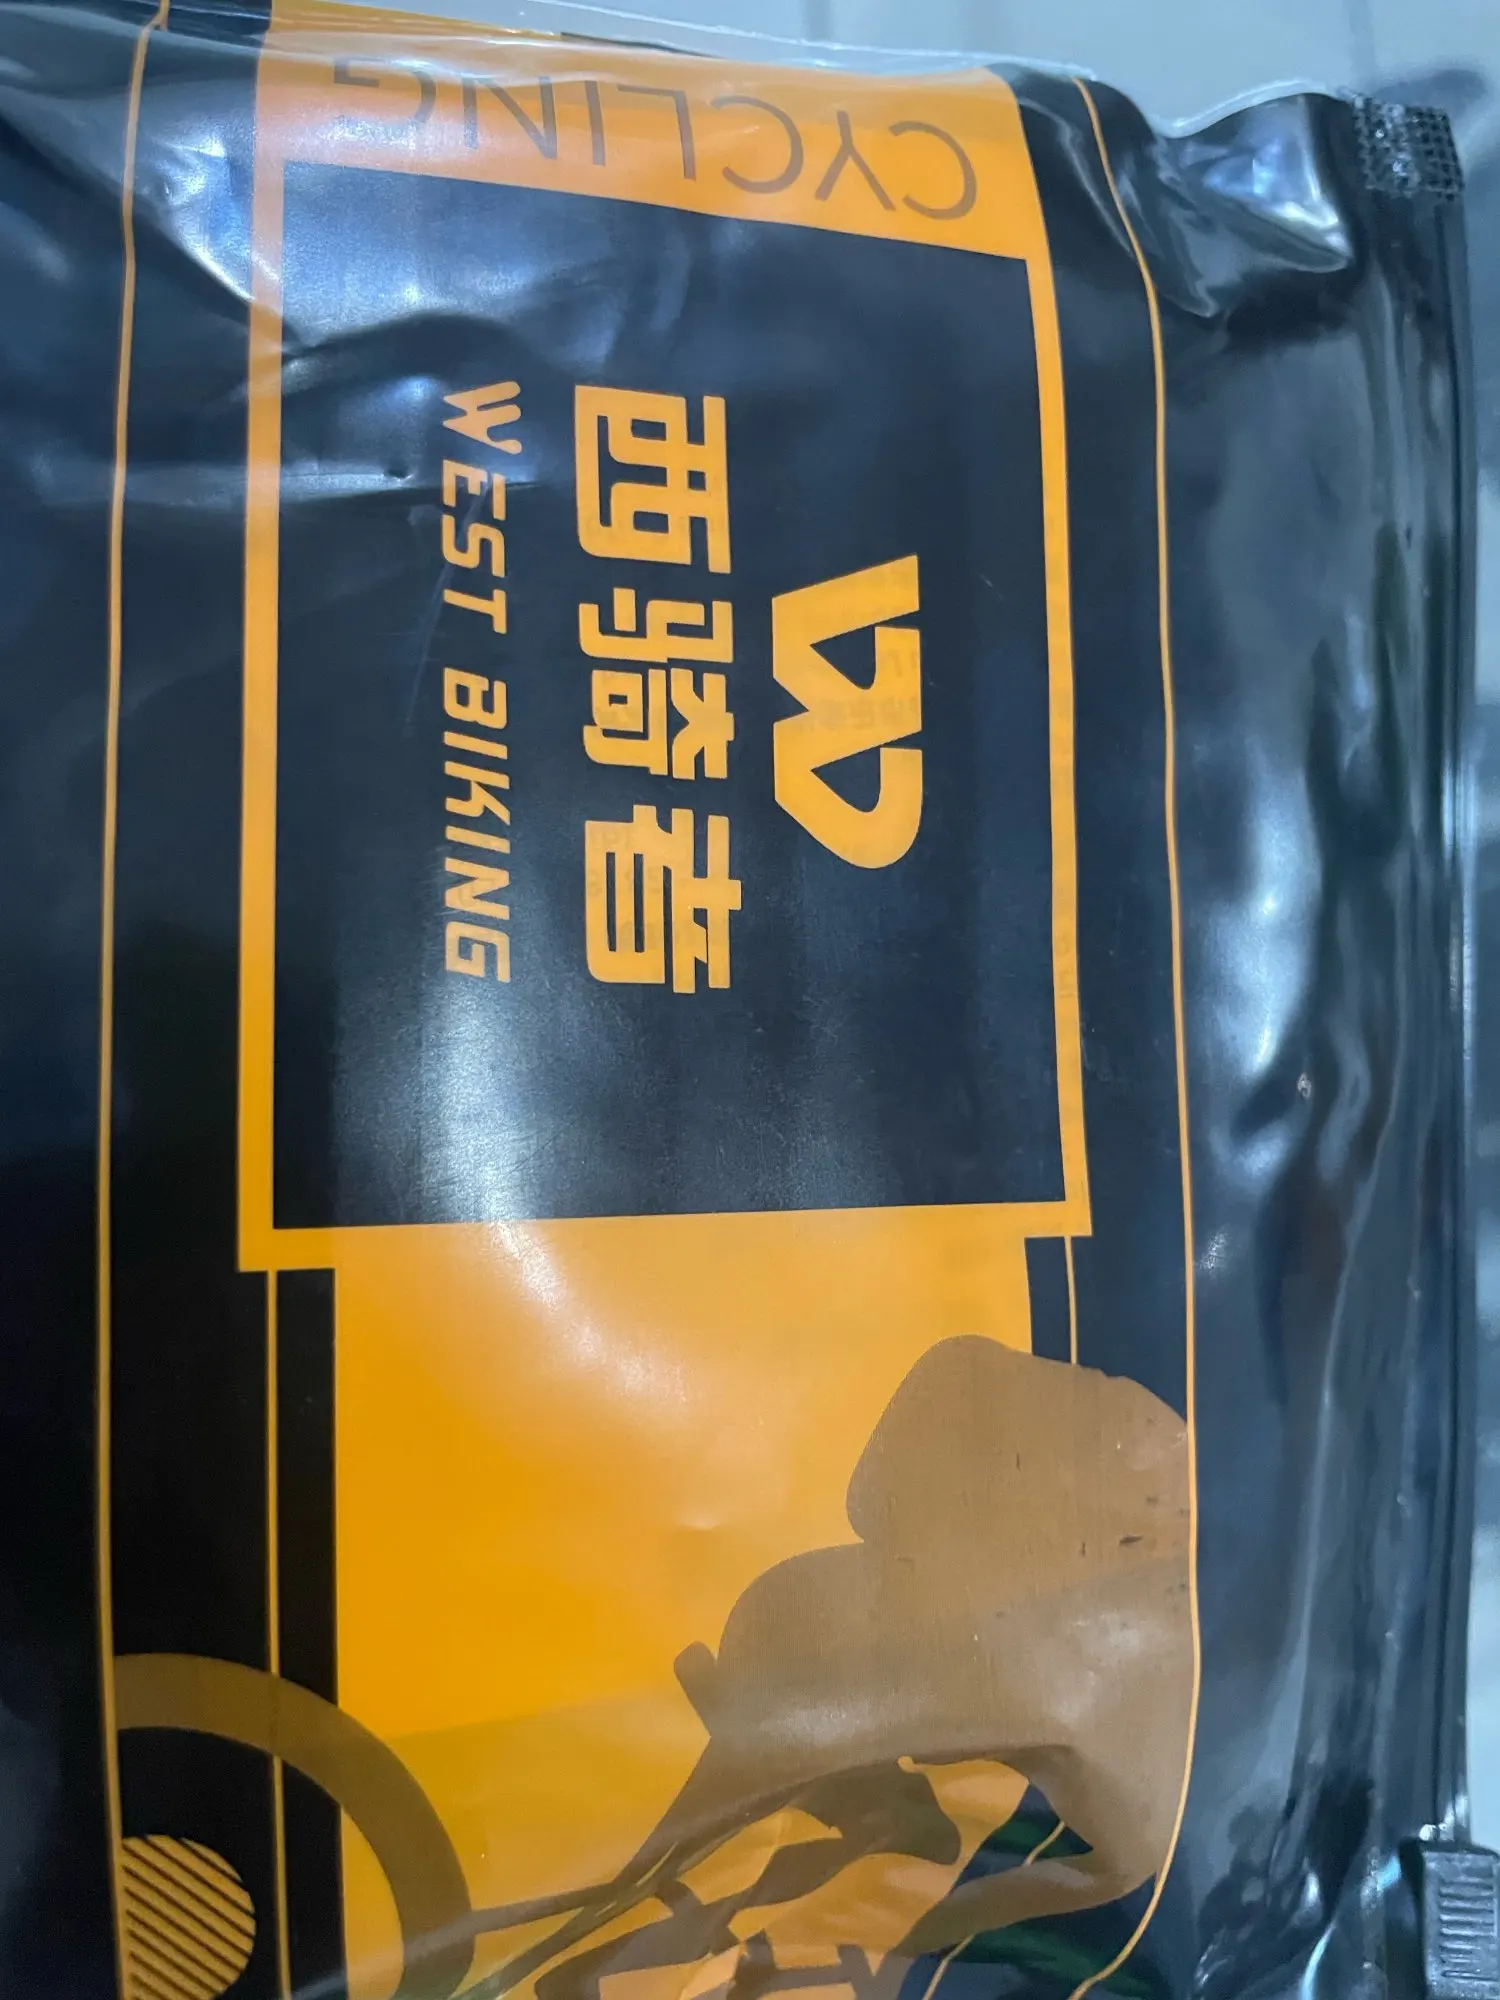 CYCLING
W
西骑者
WEST BIKING